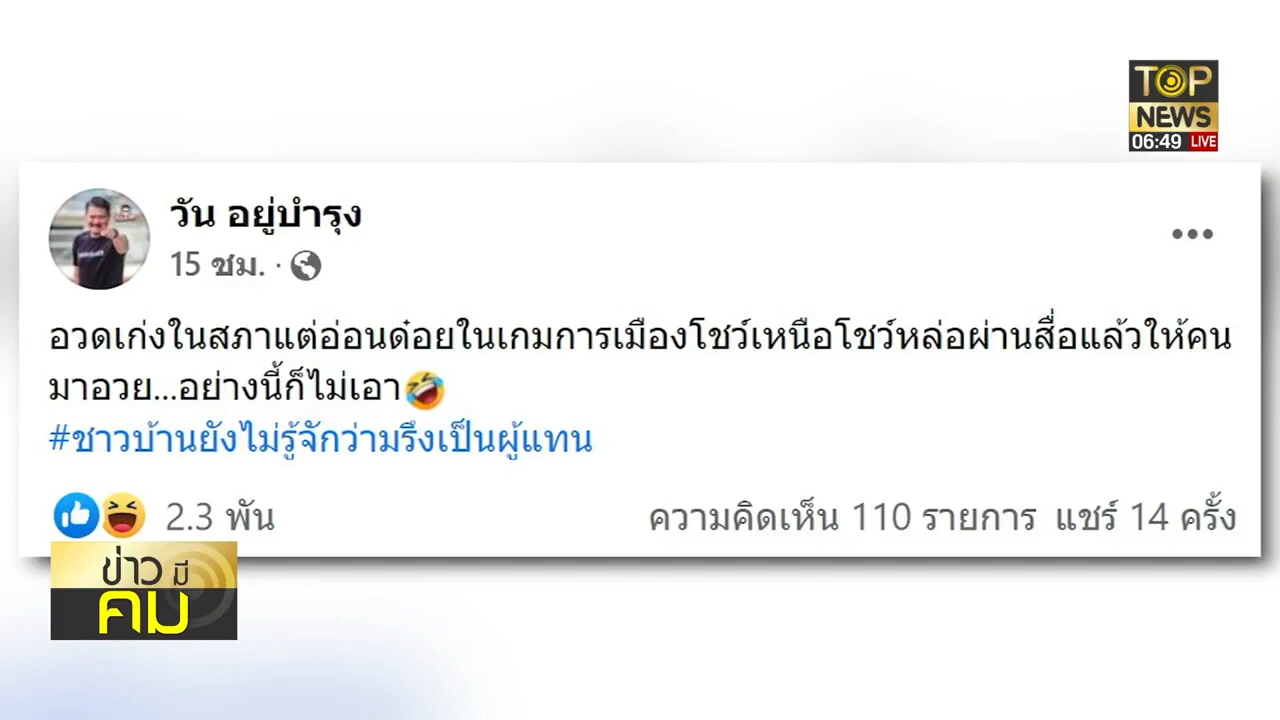 TOP
NEWS
06:49 LIVE
วัน อยู่บำรุง
15 ชม. ·
อวดเก่งในสภาแต่อ่อนด๋อยในเกมการเมืองโชว์เหนือโชว์หล่อผ่านสื่อแล้วให้คน
มาอวย...อย่างนี้ก็ไม่เอา🤣
#ชาวบ้านยังไม่รู้จักว่ามรึงเป็นผู้แทน
2.3 พัน
ความคิดเห็น 110 รายการ แชร์ 14 ครั้ง
ข่าวมี
คม